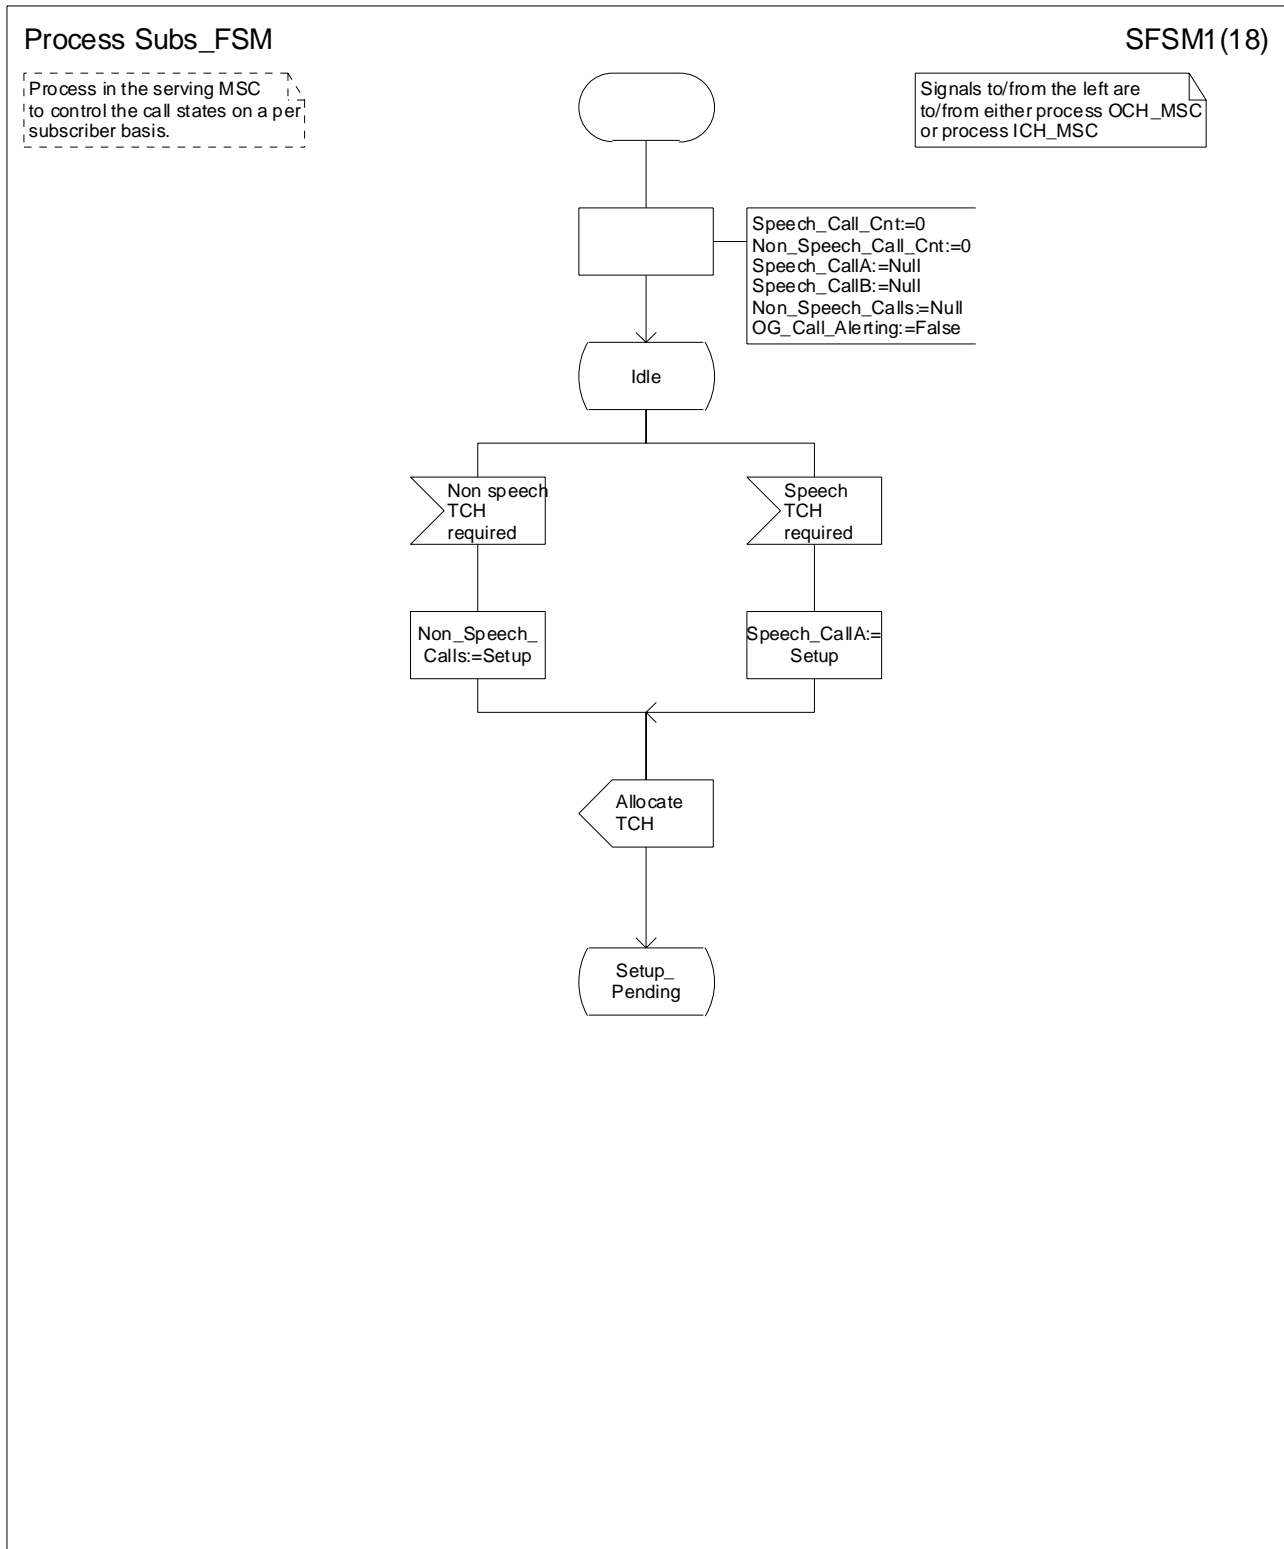 Process Subs_FSM
SFSM1(18)
Process in the serving MSC
to control the call states on a per
subscriber basis.
Signals to/from the left are
to/from either process OCH_MSC
or process ICH_MSC
Speech_Call_Cnt:=0
Non_Speech_Call_Cnt:=0
Speech_CallA:=Null
Speech_CallB:=Null
Non_Speech_Calls:=Null
OG_Call_Alerting:=False
Idle
Non speech
TCH
required
Speech
TCH
required
Non_Speech_
Calls:=Setup
Speech_CallA:=
Setup
Allocate
TCH
Setup_
Pending